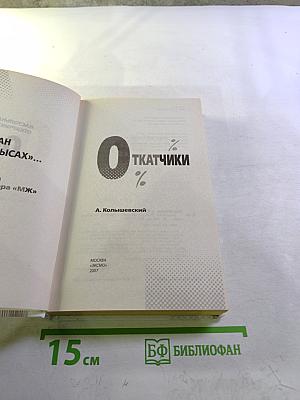 АН
ЫСАХ»...
ра «МЖ»
ОТКАТЧИКИ
%
%
А. Колышевский
МОСКВА
«ЭКСМО»
2007
15 см
БФ БИБЛИОФАН